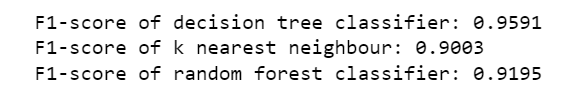 F1-score of decision tree classifier: 0.9591
F1-score of k nearest neighbour: 0.9003
F1-score of random forest classifier: 0.9195